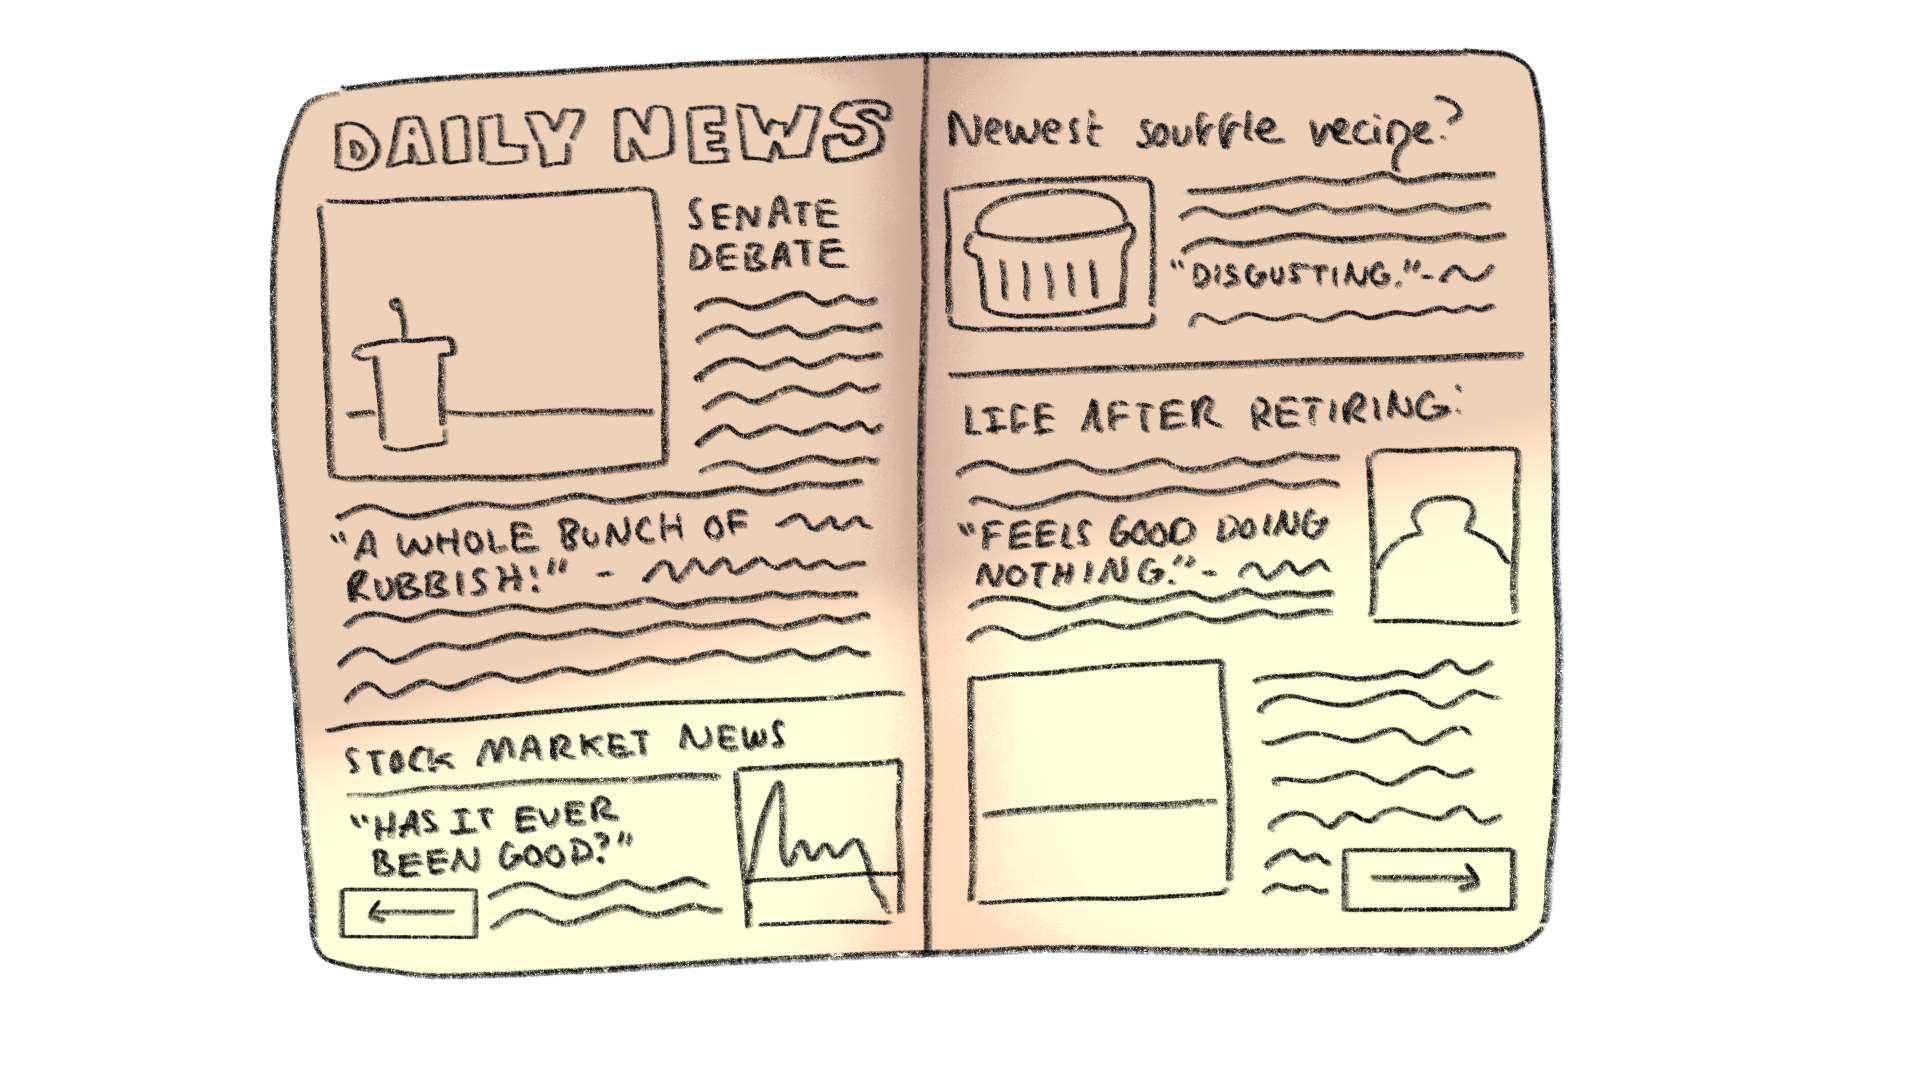 DAILY NEWS
SENATE
DEBATE
"A WHOLE BUNCH OF
RUBBISH!" -
STOCK MARKET NEWS
"HAS IT EVER
BEEN GOOD?"
Newest souffle recipe?
"DISGUSTING." -
LIFE AFTER RETIRING:
"FEELS GOOD DOING
NOTHING." -